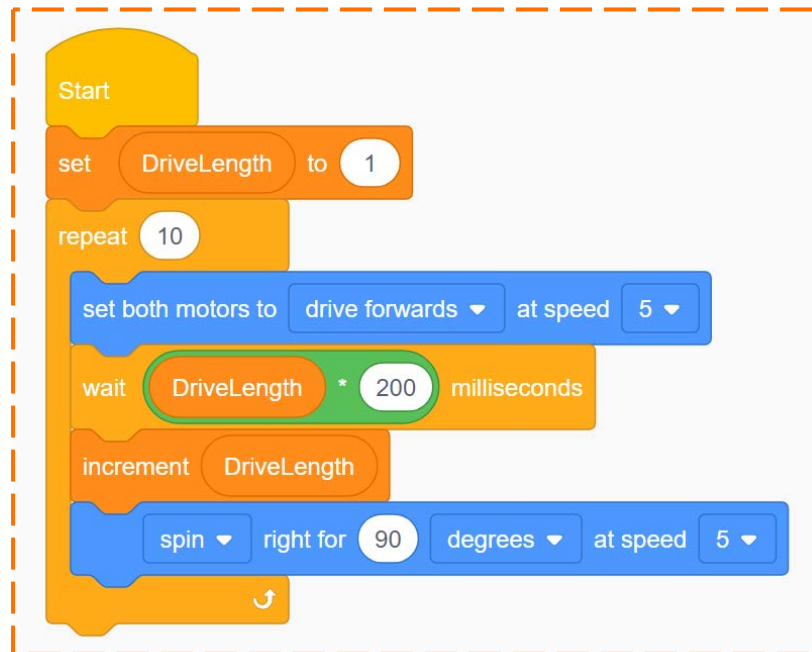 Start
set DriveLength to 1
repeat 10
set both motors to drive forwards at speed 5
wait DriveLength * 200 milliseconds
increment DriveLength
spin right for 90 degrees at speed 5